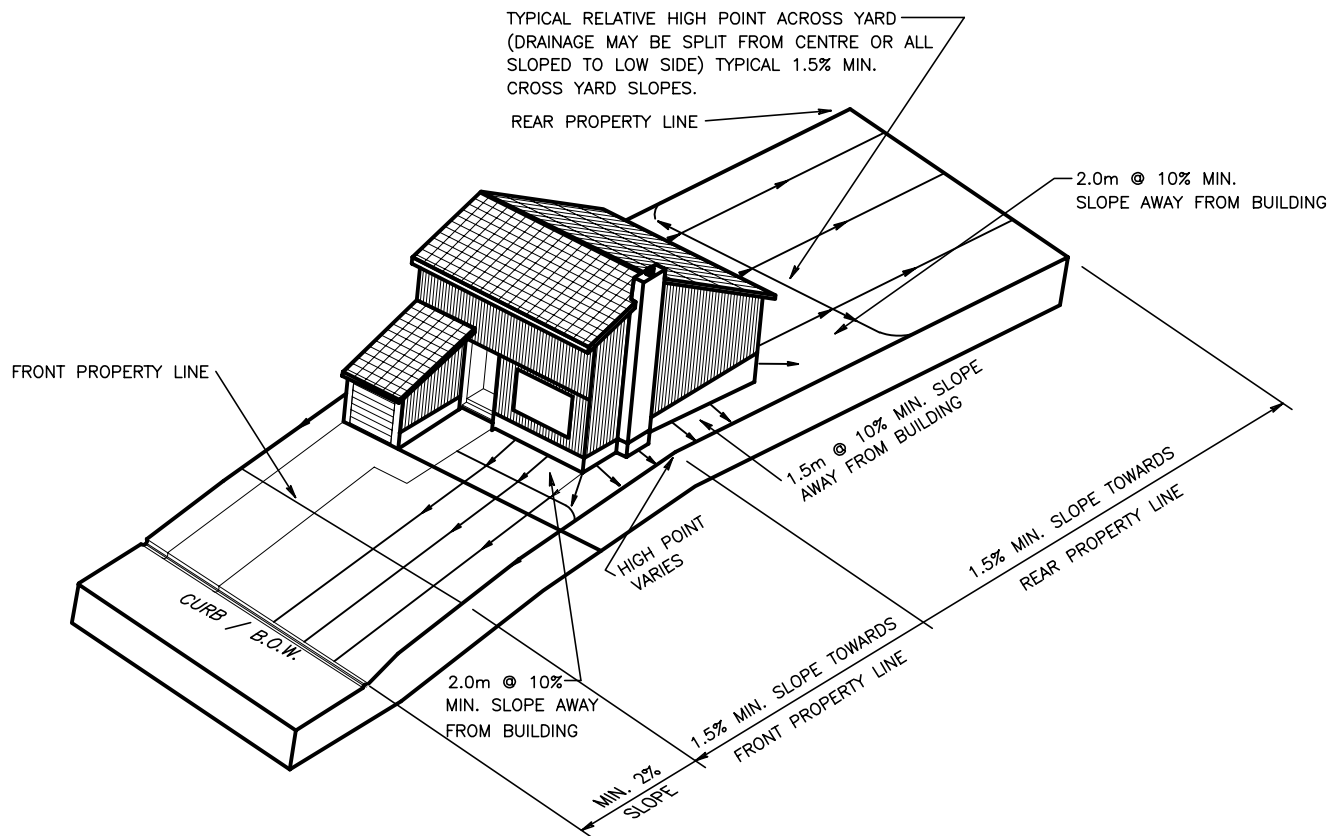 TYPICAL RELATIVE HIGH POINT ACROSS YARD
(DRAINAGE MAY BE SPLIT FROM CENTRE OR ALL
SLOPED TO LOW SIDE) TYPICAL 1.5% MIN.
CROSS YARD SLOPES.
REAR PROPERTY LINE
2.0m @ 10% MIN.
SLOPE AWAY FROM BUILDING
FRONT PROPERTY LINE
1.5m @ 10% MIN. SLOPE
AWAY FROM BUILDING
HIGH POINT
VARIES
1.5% MIN. SLOPE TOWARDS
REAR PROPERTY LINE
CURB / B.O.W.
2.0m @ 10%
MIN. SLOPE AWAY
FROM BUILDING
1.5% MIN. SLOPE TOWARDS
FRONT PROPERTY LINE
MIN. 2%
SLOPE